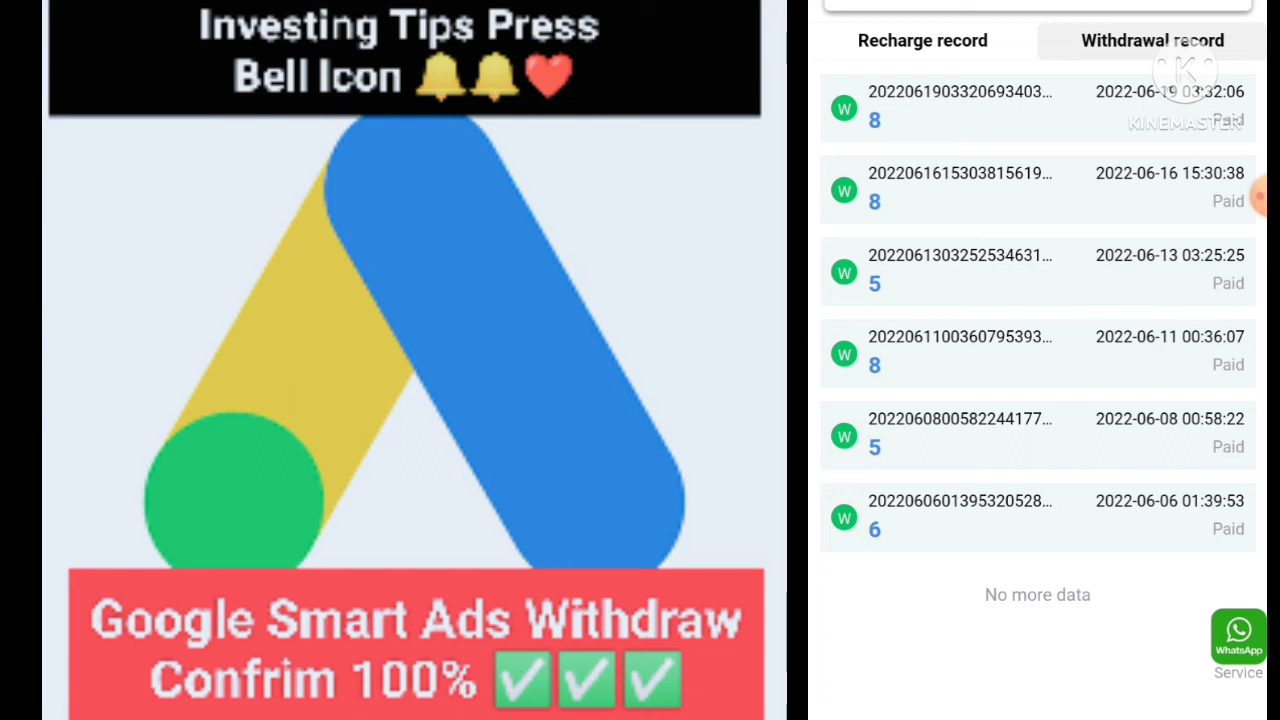 Investing Tips Press
Bell Icon 🔔🔔❤️
Google Smart Ads Withdraw
Confrim 100% ✅✅✅
Recharge record
Withdrawal record
KINEMASTER
W 2022061903320693403... 2022-06-19 03:32:06
8 Paid
W 2022061615303815619... 2022-06-16 15:30:38
8 Paid
W 2022061303252534631... 2022-06-13 03:25:25
5 Paid
W 2022061100360795393... 2022-06-11 00:36:07
8 Paid
W 2022060800582244177... 2022-06-08 00:58:22
5 Paid
W 2022060601395320528... 2022-06-06 01:39:53
6 Paid
No more data
WhatsApp
Service